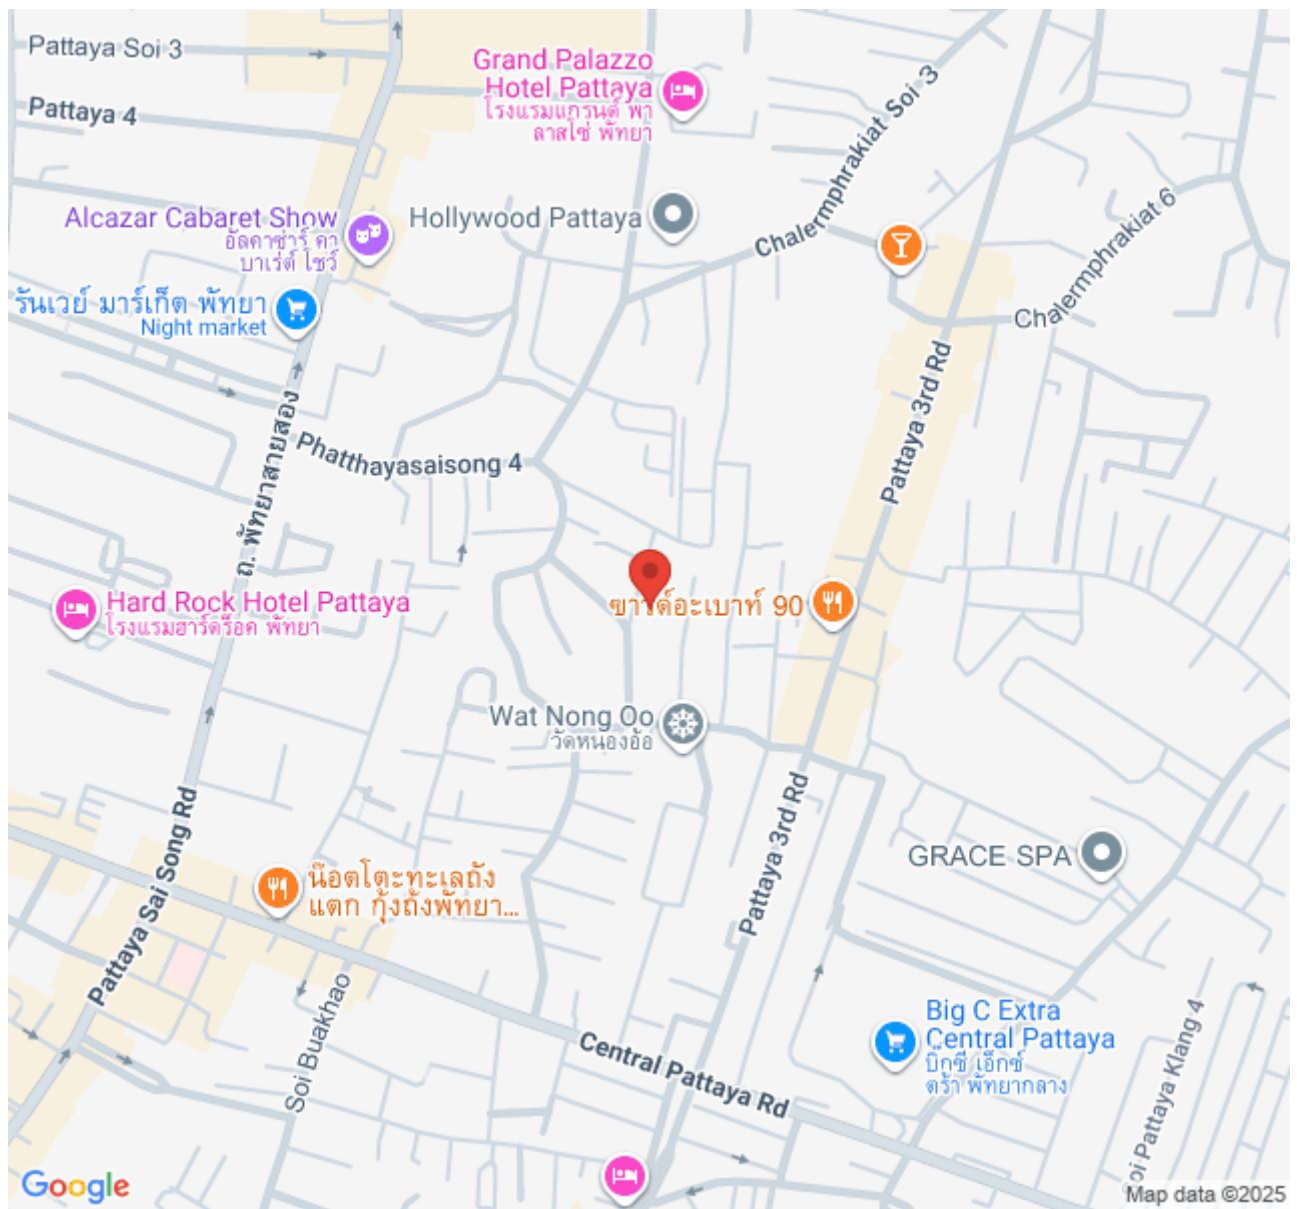 Pattaya Soi 3
Pattaya 4
Grand Palazzo
Hotel Pattaya
โรงแรมแกรนด์ พา
ลาสโซ่ พัทยา
Chalermphrakiat Soi 3
Chalermphrakiat 6
Alcazar Cabaret Show
อัลคาซ่าร์ คา
บาเร่ต์ โชว์
Hollywood Pattaya
รันเวย์ มาร์เก็ต พัทยา
Night market
ถ. พัทยาสายสอง
Phatthayasaisong 4
Pattaya 3rd Rd
Hard Rock Hotel Pattaya
โรงแรมฮาร์ดร็อค พัทยา
ขาร์ด์อะเบาท์ 90
Wat Nong Oo
วัดหนองอ้อ
Pattaya Sai Song Rd
Pattaya 3rd Rd
GRACE SPA
น๊อตโตะทะเลถัง
แตก กุ้งถังพัทยา...
Soi Buakhao
Central Pattaya Rd
Big C Extra
Central Pattaya
บิ๊กซี เอ็กซ์
ตร้า พัทยากลาง
Soi Pattaya Klang 4
Google
Map data ©2025